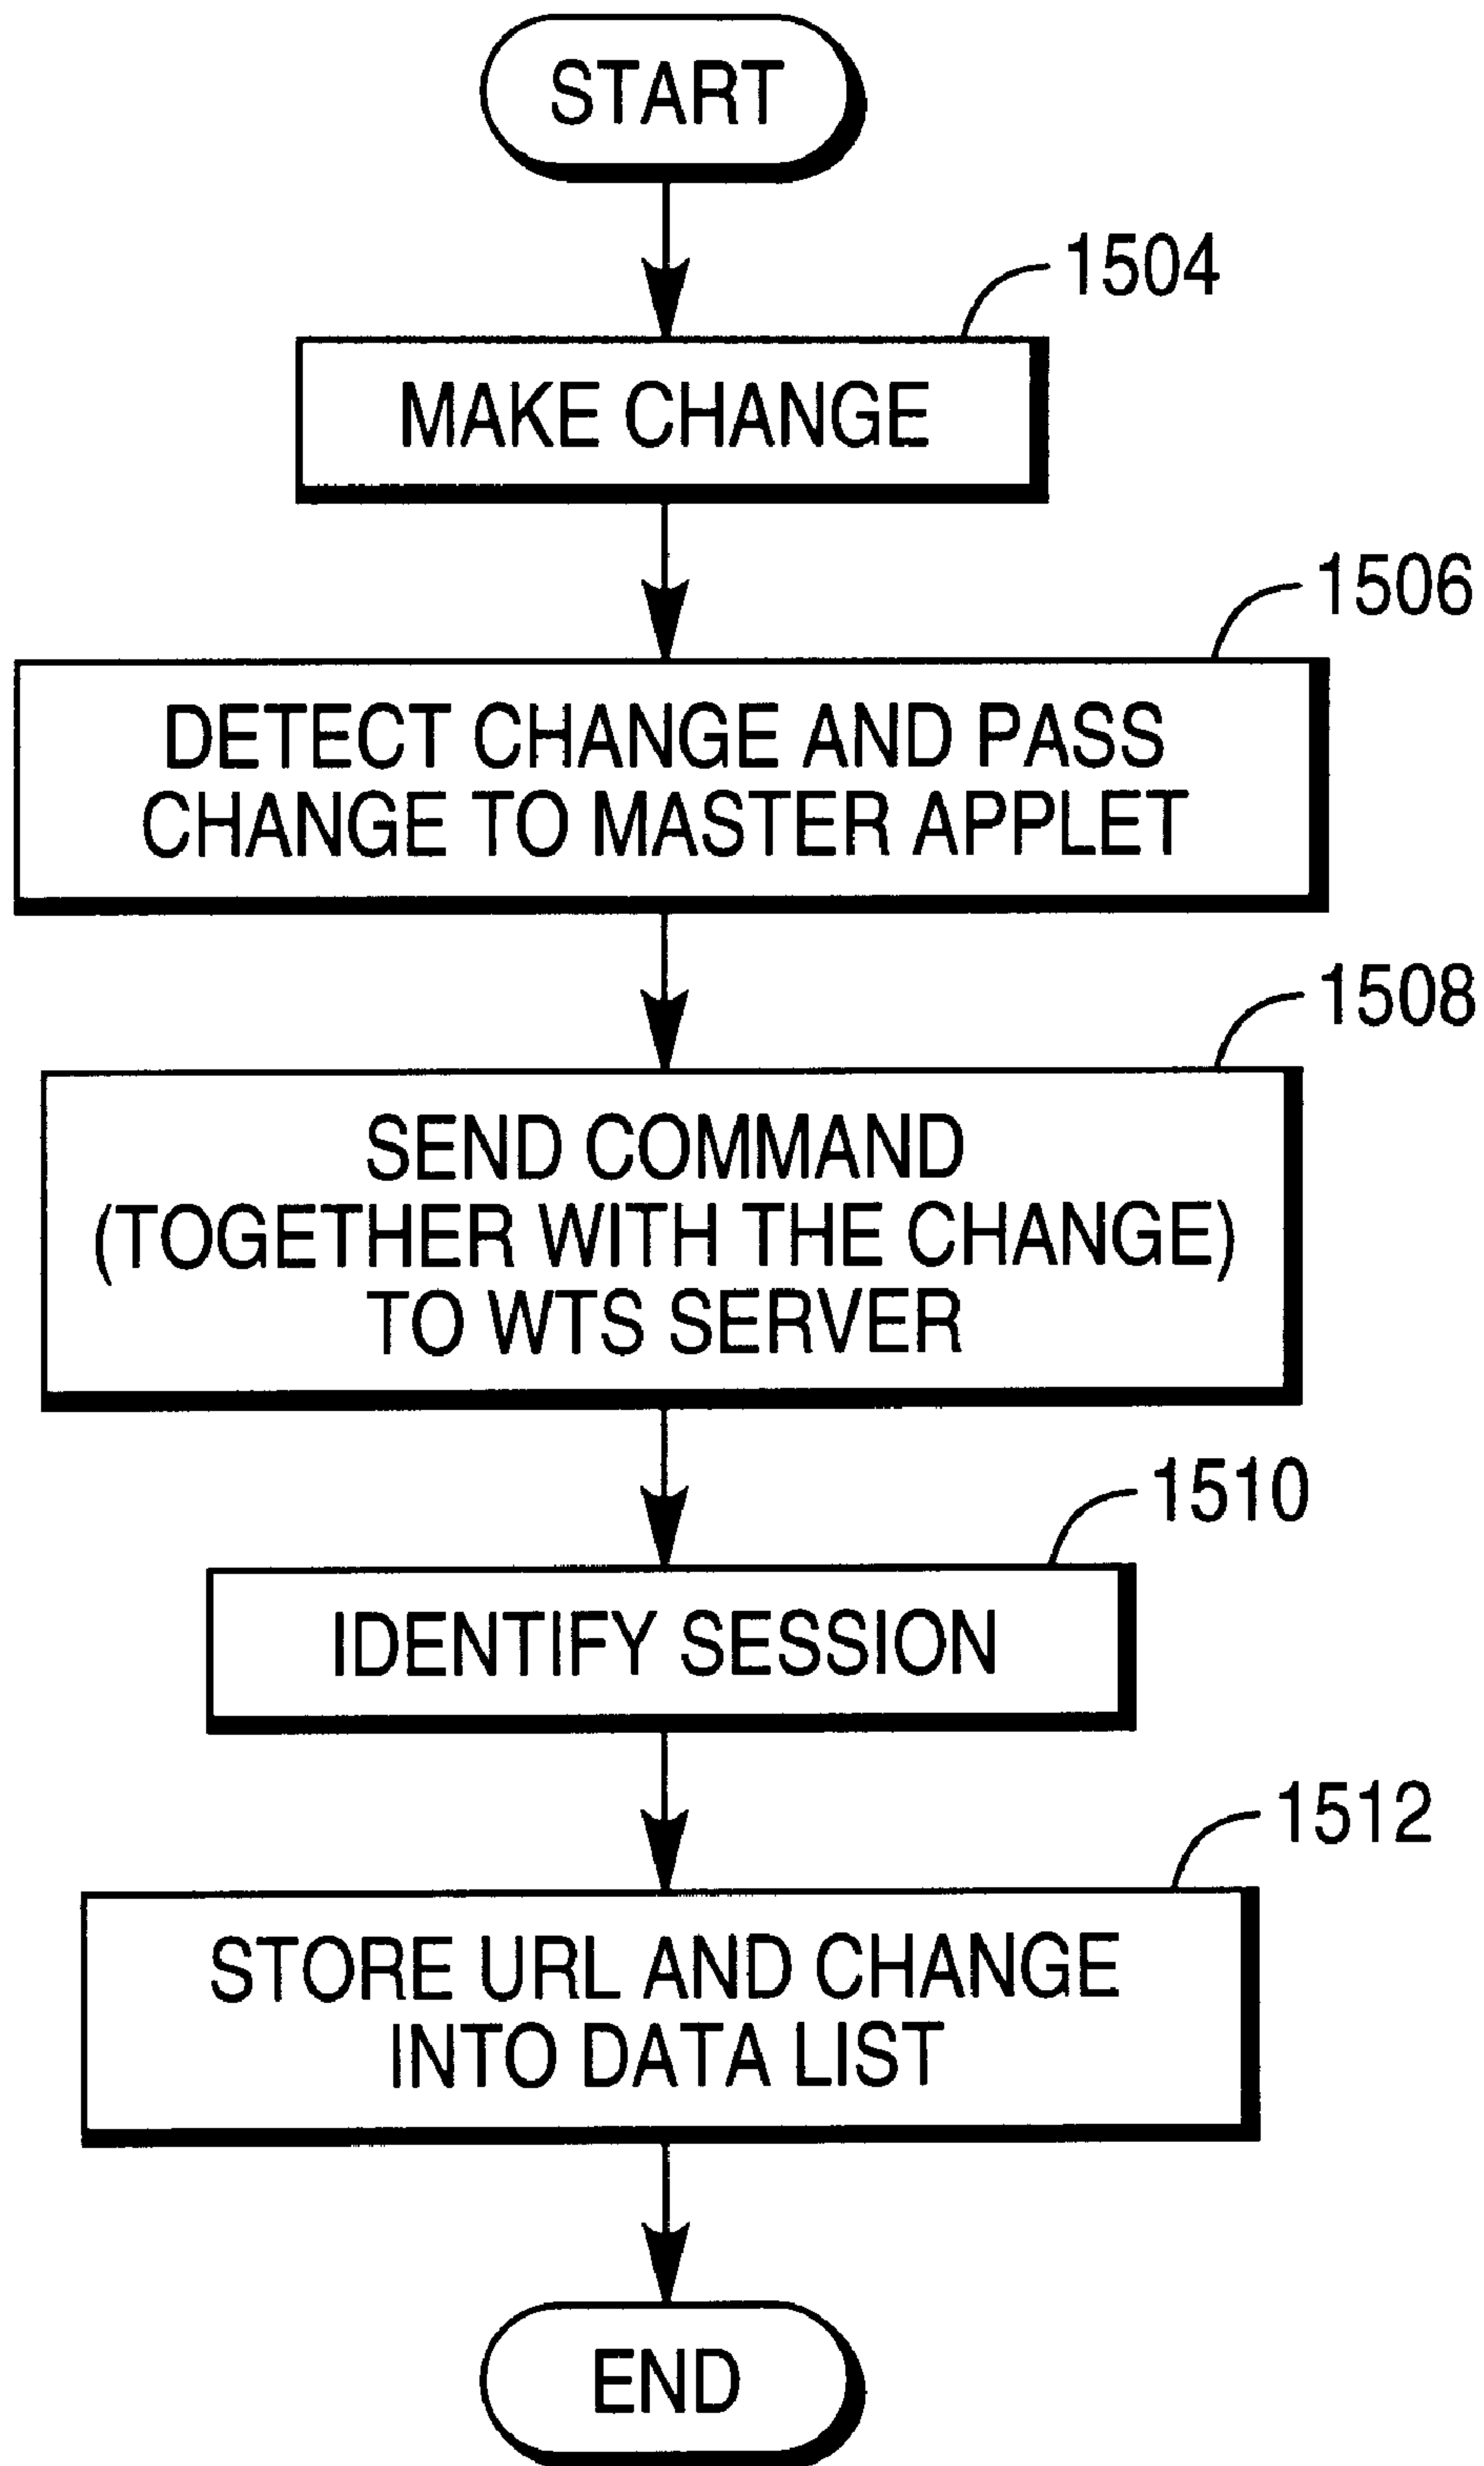 START
1504
MAKE CHANGE
1506
DETECT CHANGE AND PASS
CHANGE TO MASTER APPLET
1508
SEND COMMAND
(TOGETHER WITH THE CHANGE)
TO WTS SERVER
1510
IDENTIFY SESSION
1512
STORE URL AND CHANGE
INTO DATA LIST
END